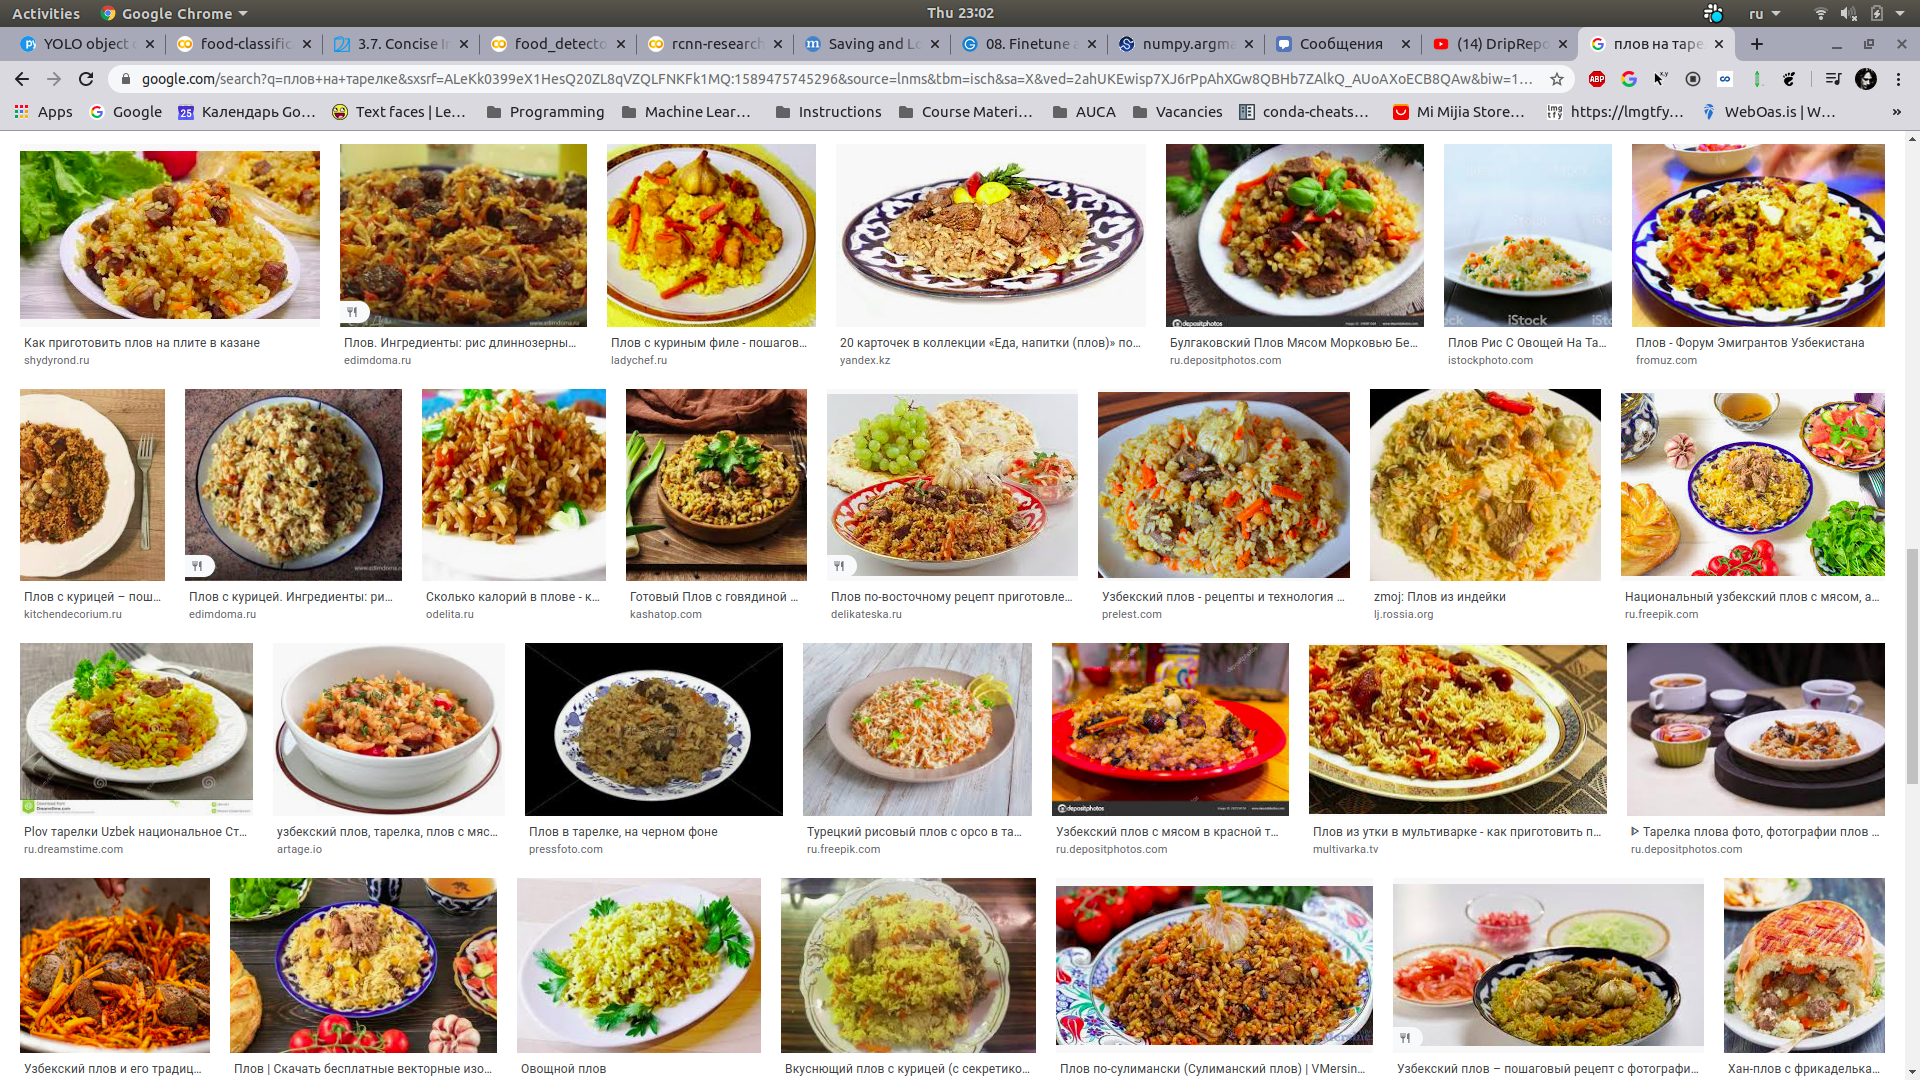 Activities
Google Chrome
Thu 23:02
ru
YOLO object
food-classific
3.7. Concise I
food_detecto
rcnn-research
Saving and Lo
08. Finetune a
numpy.argma
Сообщения
(14) DripRepo
плов на таре
google.com/search?q=плов+на+тарелке&sxsrf=ALeKk0399eX1HesQ20ZL8qVZQLFNKFk1MQ:1589475745296&source=lnms&tbm=isch&sa=X&ved=2ahUKEwisp7XJ6rPpAhXGw8QBHb7ZAlkQ_AUoAXoECB8QAw&biw=1...
Apps
Google
Календарь Go...
Text faces | Le...
Programming
Machine Lear...
Instructions
Course Materi...
AUCA
Vacancies
conda-cheats...
Mi Mijia Store...
https://lmgtfy...
WebOas.is | W...
»
Как приготовить плов на плите в казане
shydyrond.ru
Плов. Ингредиенты: рис длиннозерны...
edimdoma.ru
Плов с куриным филе - пошагов...
ladychef.ru
20 карточек в коллекции «Еда, напитки (плов)» по...
yandex.kz
Булгаковский Плов Мясом Морковью Бе...
ru.depositphotos.com
Плов Рис С Овощей На Та...
istockphoto.com
Плов - Форум Эмигрантов Узбекистана
fromuz.com
Плов с курицей – пош...
kitchendecorium.ru
Плов с курицей. Ингредиенты: ри...
edimdoma.ru
Сколько калорий в плове - к...
odelita.ru
Готовый Плов с говядиной ...
kashatop.com
Плов по-восточному рецепт приготовле...
delikateska.ru
Узбекский плов - рецепты и технология ...
prelest.com
zmoj: Плов из индейки
lj.rossia.org
Национальный узбекский плов с мясом, а...
ru.freepik.com
Plov тарелки Uzbek национальное Ст...
ru.dreamstime.com
узбекский плов, тарелка, плов с мяс...
artage.io
Плов в тарелке, на черном фоне
pressfoto.com
Турецкий рисовый плов с орсо в та...
ru.freepik.com
Узбекский плов с мясом в красной т...
ru.depositphotos.com
Плов из утки в мультиварке - как приготовить п...
multivarka.tv
ᐈ Тарелка плова фото, фотографии плов ...
ru.depositphotos.com
Узбекский плов и его традиц...
Плов | Скачать бесплатные векторные изо...
Овощной плов
Вкуснющий плов с курицей (с секретико...
Плов по-сулимански (Сулиманский плов) | VMersin...
Узбекский плов – пошаговый рецепт с фотографи...
Хан-плов с фрикаделька...